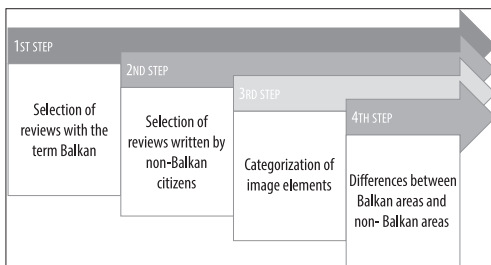 1ST STEP
Selection of
reviews with the
term Balkan
2ND STEP
Selection of
reviews written by
non-Balkan
citizens
3RD STEP
Categorization of
image elements
4TH STEP
Differences between
Balkan areas and
non- Balkan areas